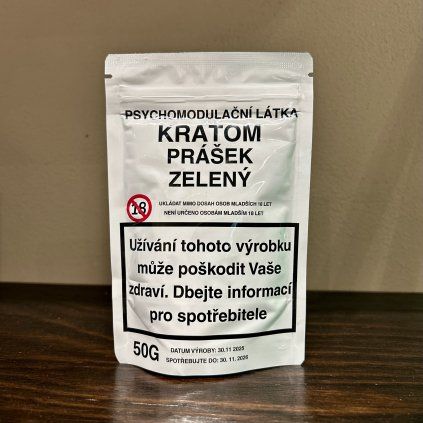 PSYCHOMODULAČNÍ LÁTKA
KRATOM
PRÁŠEK
ZELENÝ
UKLÁDAT MIMO DOSAH OSOB MLADŠÍCH 18 LET
NENÍ URČENO OSOBÁM MLADŠÍM 18 LET
18
Užívání tohoto výrobku
může poškodit Vaše
zdraví. Dbejte informací
pro spotřebitele
50G
DATUM VÝROBY: 30.11 2025
SPOTŘEBUJTE DO: 30. 11. 2026